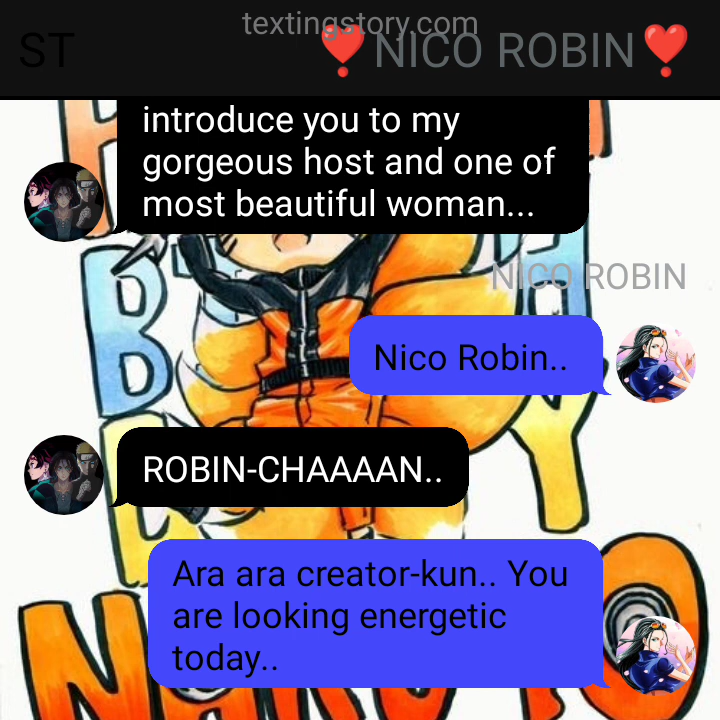 textingstory.com
ST
❣NICO ROBIN❣
introduce you to my
gorgeous host and one of
most beautiful woman...
NICO ROBIN
Nico Robin..
ROBIN-CHAAAAN..
Ara ara creator-kun.. You
are looking energetic
today..